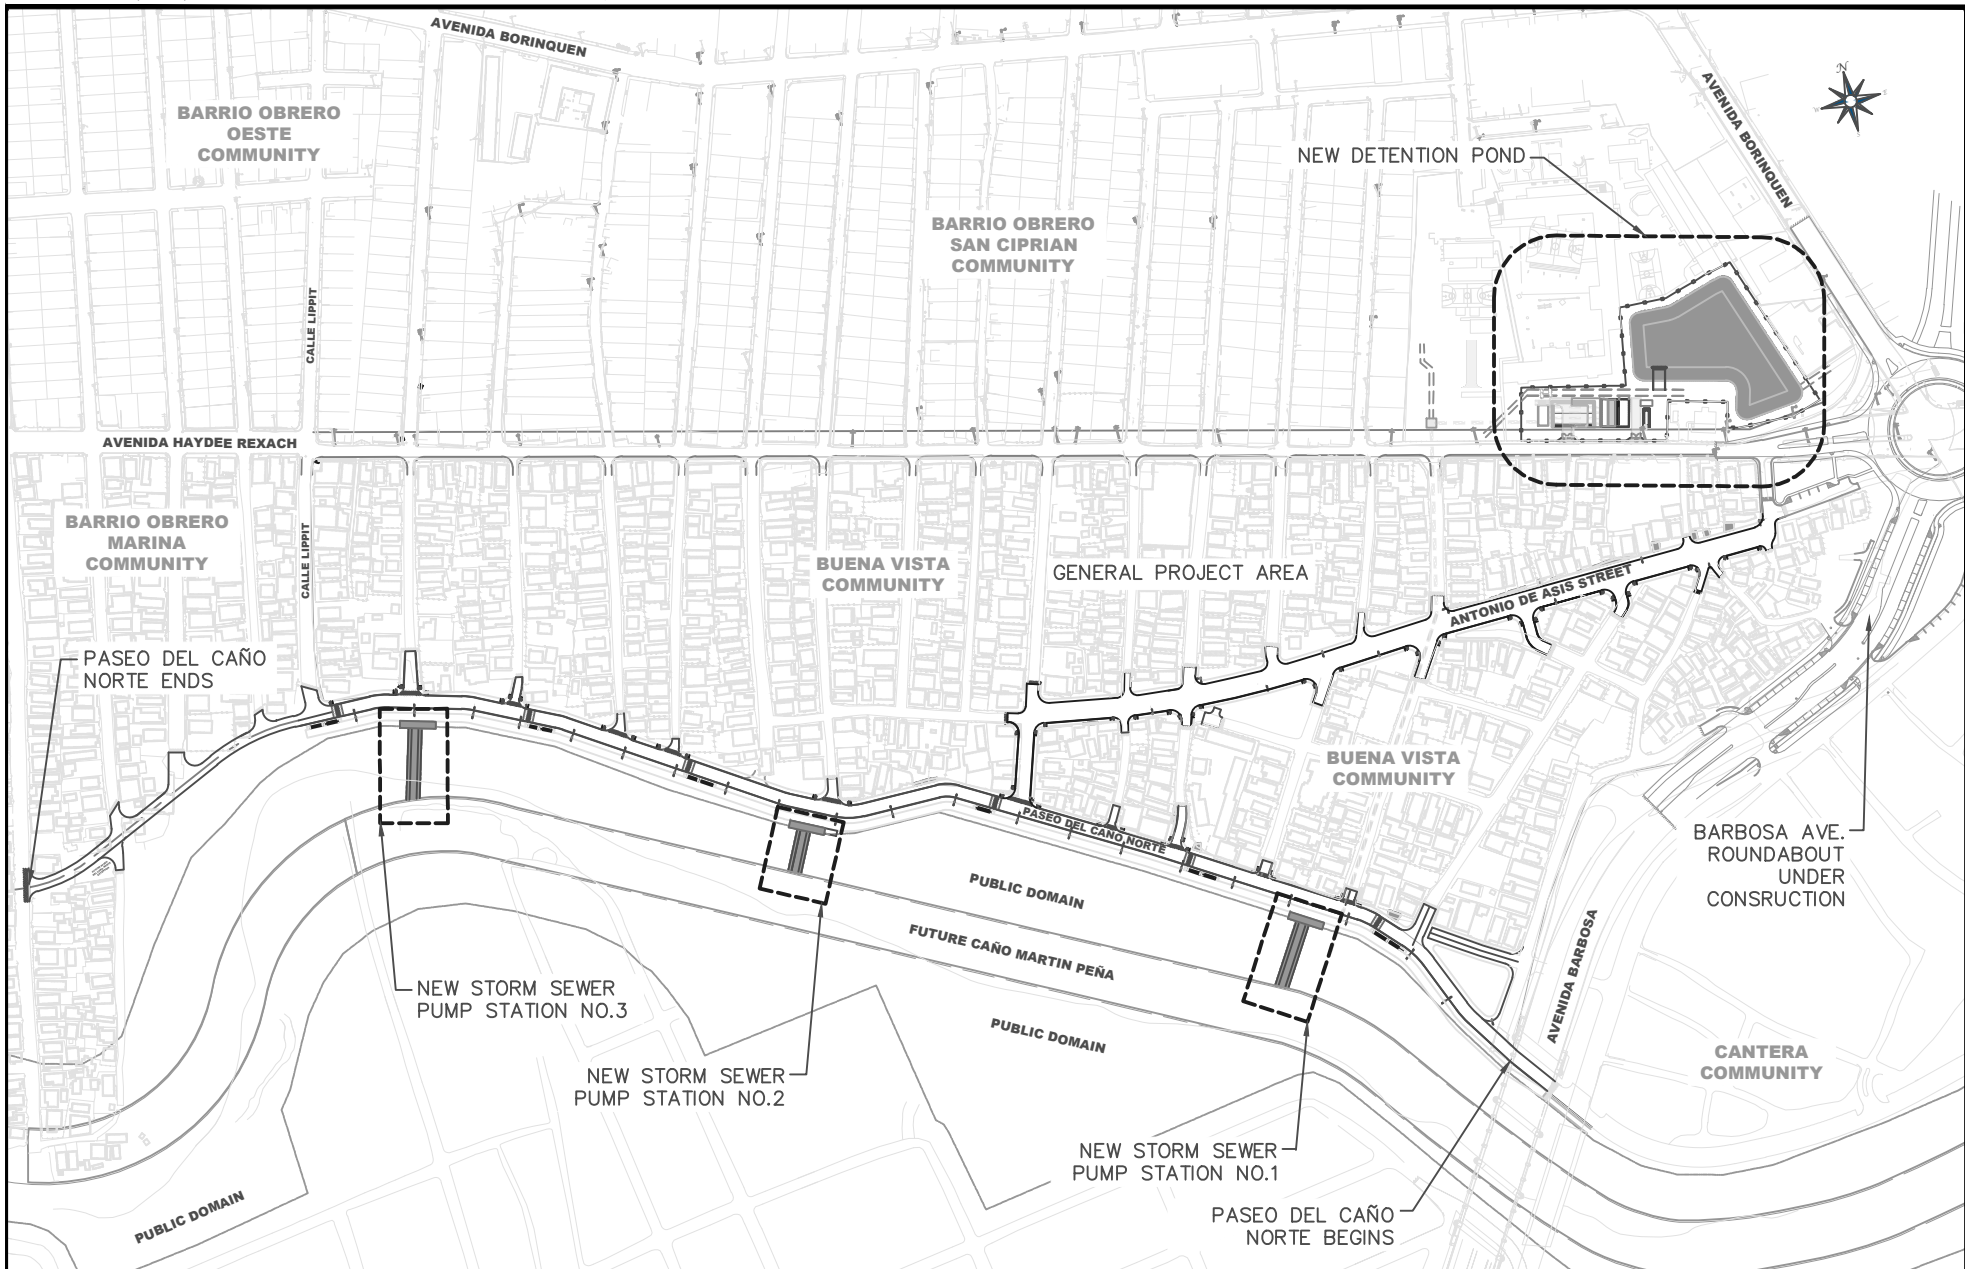 AVENIDA BORINQUEN
N
AVENIDA BORINQUEN
BARRIO OBRERO
OESTE
COMMUNITY
NEW DETENTION POND
BARRIO OBRERO
SAN CIPRIAN
COMMUNITY
CALLE LIPPIT
AVENIDA HAYDEE REXACH
BARRIO OBRERO
MARINA
COMMUNITY
CALLE LIPPIT
BUENA VISTA
COMMUNITY
GENERAL PROJECT AREA
ANTONIO DE ASIS STREET
PASEO DEL CAÑO
NORTE ENDS
BUENA VISTA
COMMUNITY
PASEO DEL CAÑO NORTE
BARBOSA AVE.
ROUNDABOUT
UNDER
CONSRUCTION
PUBLIC DOMAIN
FUTURE CAÑO MARTIN PEÑA
AVENIDA BARBOSA
NEW STORM SEWER
PUMP STATION NO.3
PUBLIC DOMAIN
CANTERA
COMMUNITY
NEW STORM SEWER
PUMP STATION NO.2
NEW STORM SEWER
PUMP STATION NO.1
PUBLIC DOMAIN
PASEO DEL CAÑO
NORTE BEGINS